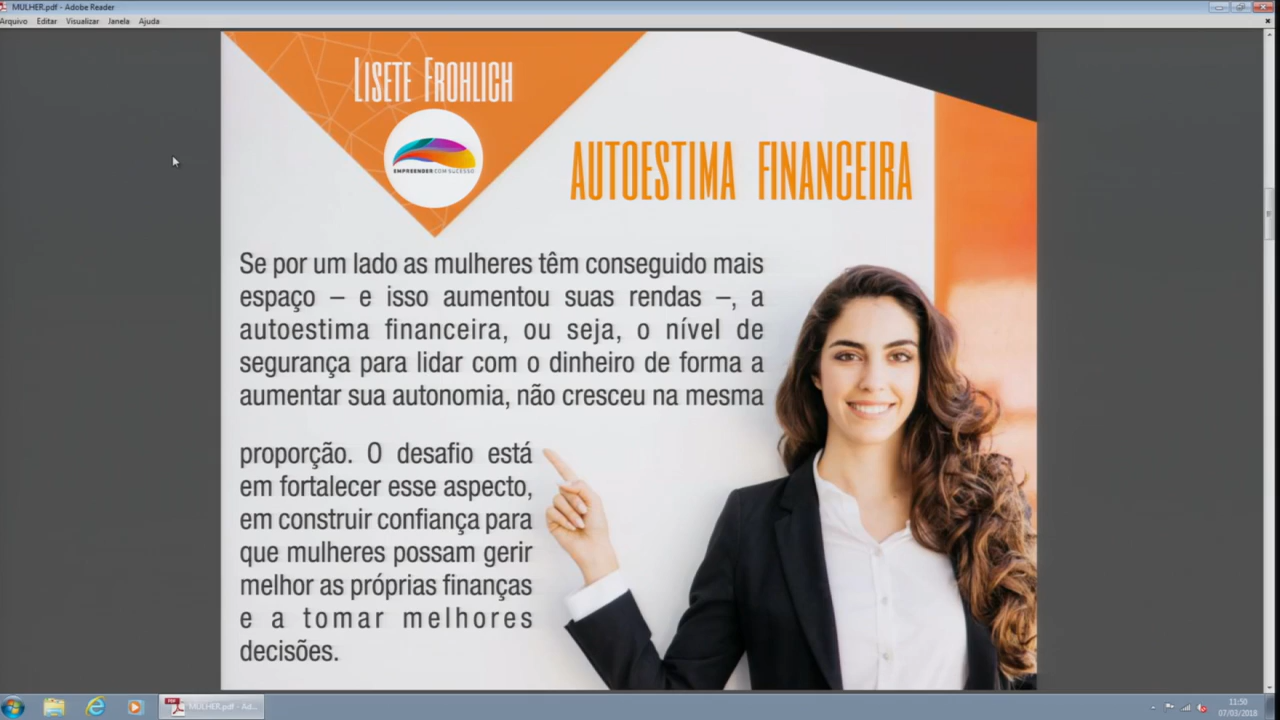 MULHER.pdf - Adobe Reader
Arquivo Editar Visualizar Janela Ajuda
LISETE FROHLICH
EMPREENDER COM SUCESSO
AUTOESTIMA FINANCEIRA
Se por um lado as mulheres têm conseguido mais
espaço – e isso aumentou suas rendas –, a
autoestima financeira, ou seja, o nível de
segurança para lidar com o dinheiro de forma a
aumentar sua autonomia, não cresceu na mesma
proporção. O desafio está
em fortalecer esse aspecto,
em construir confiança para
que mulheres possam gerir
melhor as próprias finanças
e a tomar melhores
decisões.
MULHER.pdf - Ad...
11:50
07/03/2018